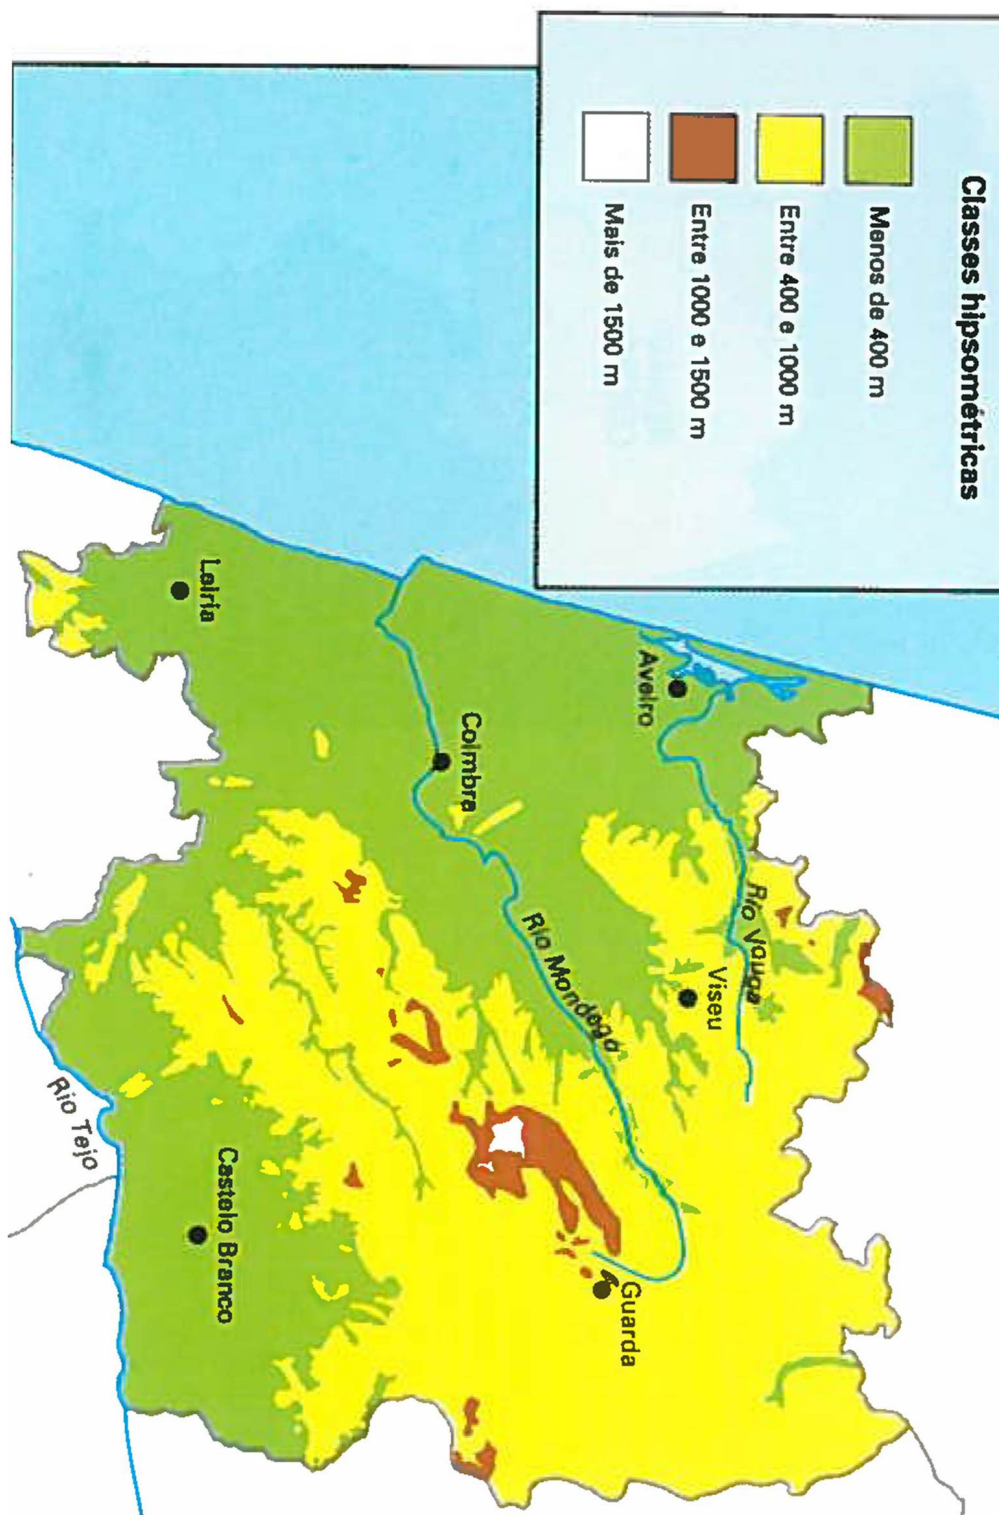 Classes hipsométricas
Menos de 400 m
Entre 400 e 1000 m
Entre 1000 e 1500 m
Mais de 1500 m
Rio Vouga
Aveiro
Viseu
Rio Mondego
Guarda
Coimbra
Leiria
Castelo Branco
Rio Tejo